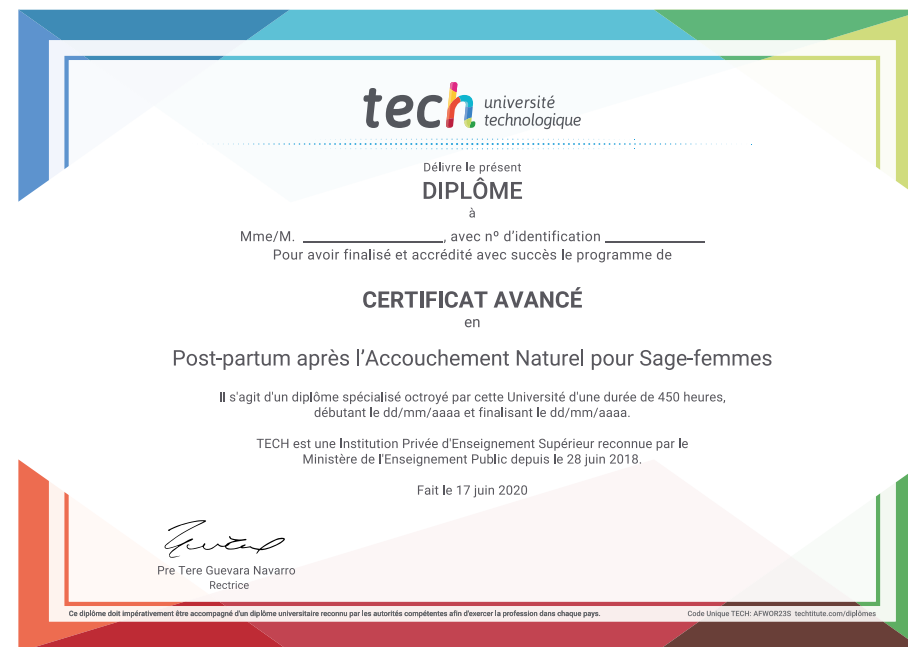 tech université
technologique
Délivre le présent
DIPLÔME
à
Mme/M. ____________________, avec nº d'identification ______________
Pour avoir finalisé et accrédité avec succès le programme de
CERTIFICAT AVANCÉ
en
Post-partum après l'Accouchement Naturel pour Sage-femmes
Il s'agit d'un diplôme spécialisé octroyé par cette Université d'une durée de 450 heures,
débutant le dd/mm/aaaa et finalisant le dd/mm/aaaa.
TECH est une Institution Privée d'Enseignement Supérieur reconnue par le
Ministère de l'Enseignement Public depuis le 28 juin 2018.
Fait le 17 juin 2020
Pre Tere Guevara Navarro
Rectrice
Ce diplôme doit impérativement être accompagné d'un diplôme universitaire reconnu par les autorités compétentes afin d'exercer la profession dans chaque pays.
Code Unique TECH: AFWOR23S techtitute.com/diplômes